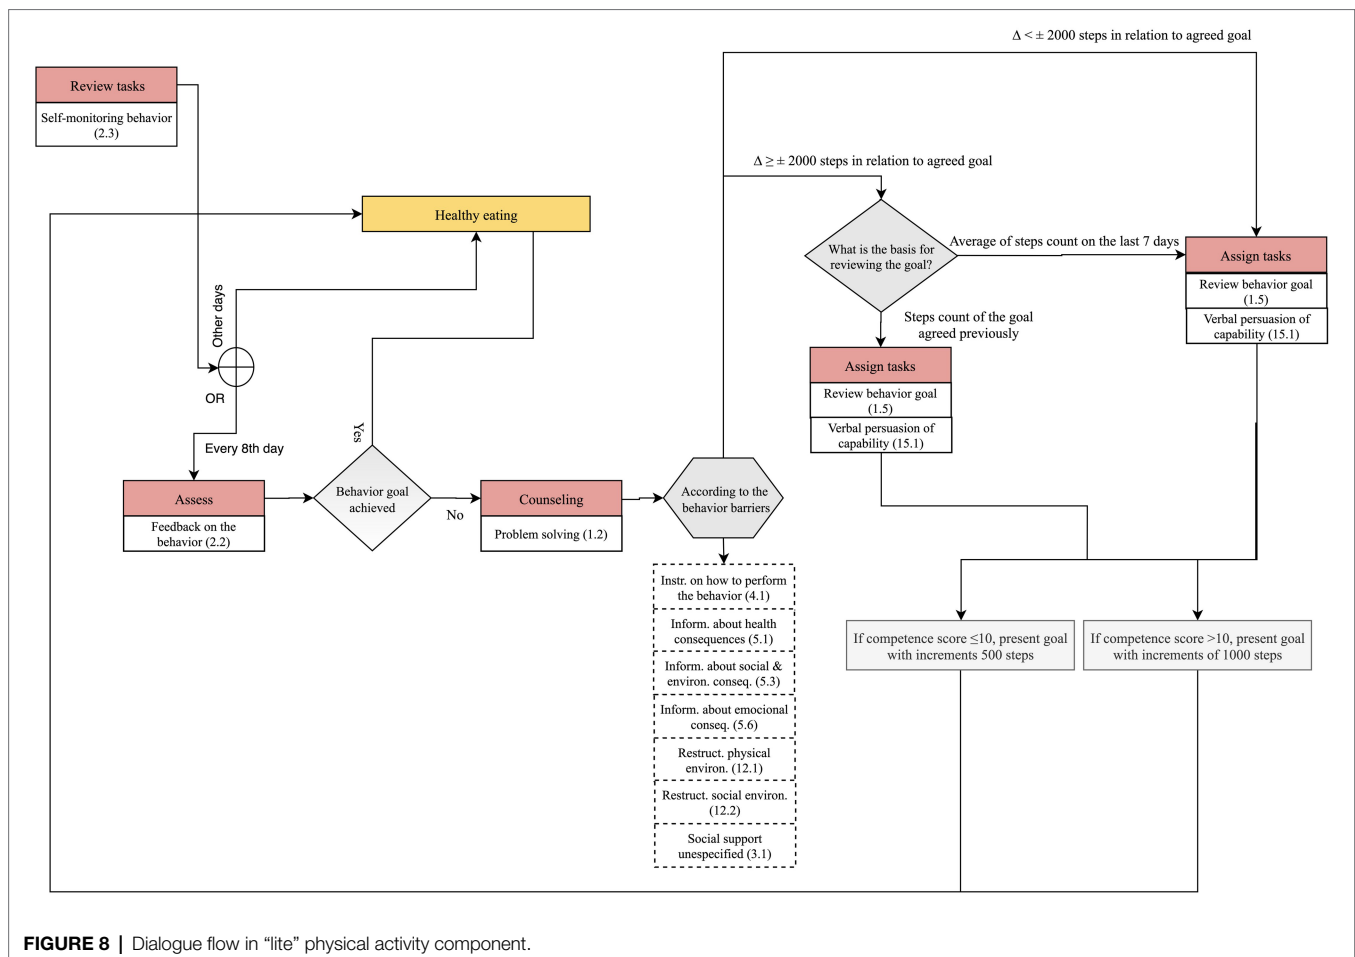 Δ < ± 2000 steps in relation to agreed goal
Review tasks
Self-monitoring behavior
(2.3)
Δ ≥ ± 2000 steps in relation to agreed goal
Healthy eating
What is the basis for
reviewing the goal?
Average of steps count on the last 7 days
Assign tasks
Review behavior goal
(1.5)
Verbal persuasion of
capability (15.1)
Steps count of the goal
agreed previously
Assign tasks
Review behavior goal
(1.5)
Verbal persuasion of
capability (15.1)
Other days
OR
Every 8th day
Yes
Assess
Feedback on the
behavior (2.2)
Behavior goal
achieved
No
Counseling
Problem solving (1.2)
According to the
behavior barriers
Instr. on how to perform
the behavior (4.1)
Inform. about health
consequences (5.1)
Inform. about social &
environ. conseq. (5.3)
Inform. about emocional
conseq. (5.6)
Restruct. physical
environ. (12.1)
Restruct. social environ.
(12.2)
Social support
unespecified (3.1)
If competence score ≤10, present goal
with increments 500 steps
If competence score >10, present goal
with increments of 1000 steps
FIGURE 8 | Dialogue flow in “lite” physical activity component.